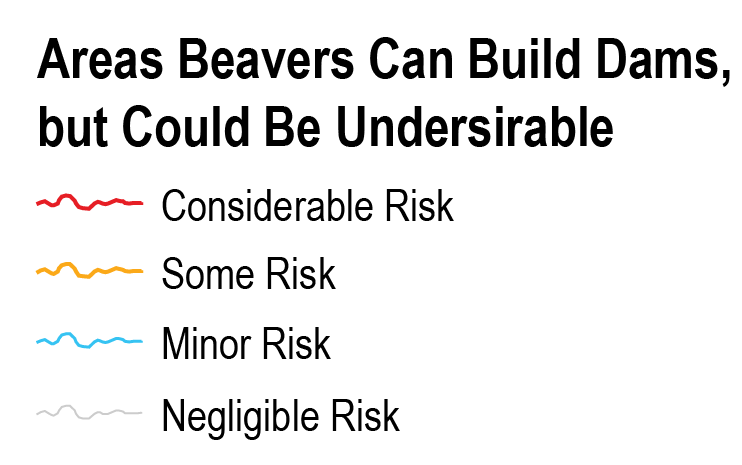 Areas Beavers Can Build Dams,
but Could Be Undersirable
Considerable Risk
Some Risk
Minor Risk
Negligible Risk